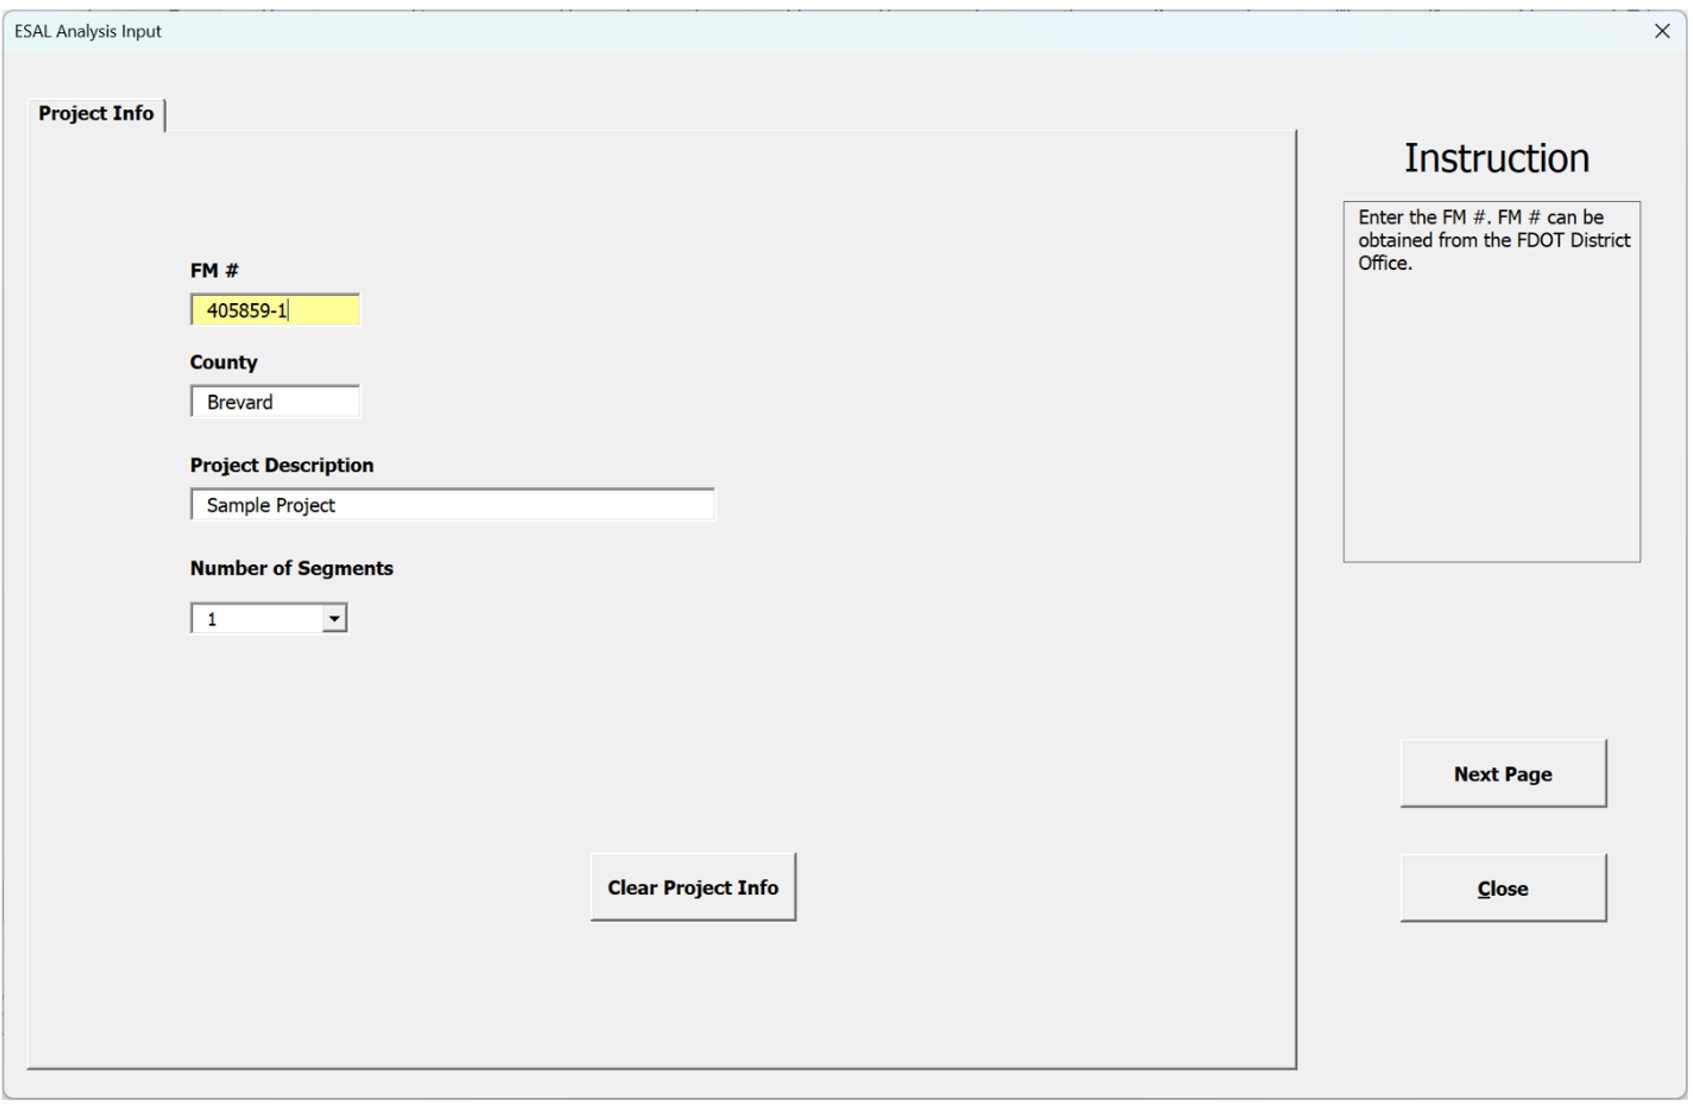 ESAL Analysis Input
Project Info
FM #
405859-1
County
Brevard
Project Description
Sample Project
Number of Segments
1
Clear Project Info
Instruction
Enter the FM #. FM # can be
obtained from the FDOT District
Office.
Next Page
Close